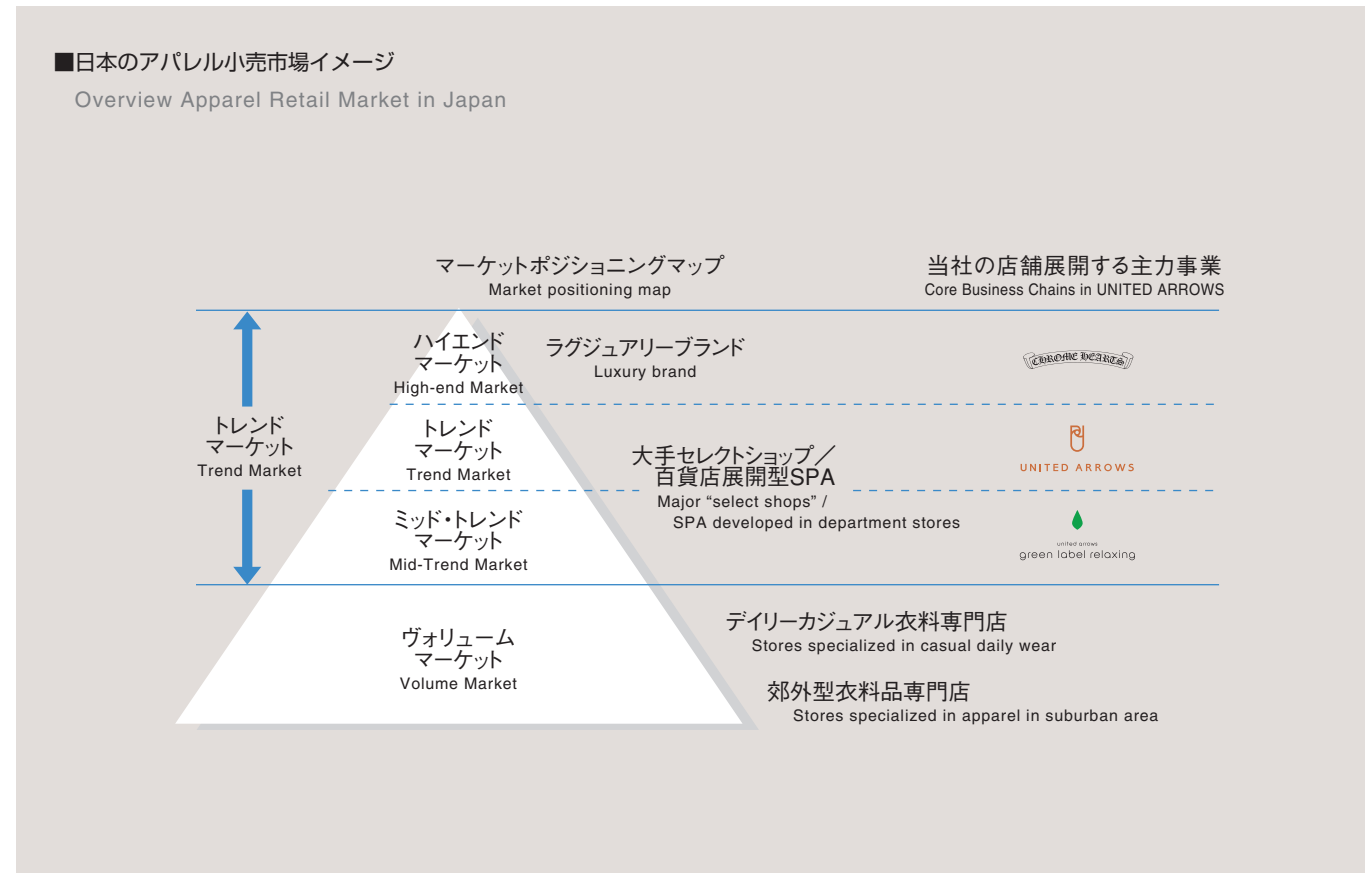 ■日本のアパレル小売市場イメージ
Overview Apparel Retail Market in Japan
マーケットポジショニングマップ
Market positioning map
当社の店舗展開する主力事業
Core Business Chains in UNITED ARROWS
トレンド
マーケット
Trend Market
ハイエンド
マーケット
High-end Market
ラグジュアリーブランド
Luxury brand
CHROME HEARTS
トレンド
マーケット
Trend Market
大手セレクトショップ／
百貨店展開型SPA
Major “select shops” /
SPA developed in department stores
UNITED ARROWS
ミッド・トレンド
マーケット
Mid-Trend Market
united arrows
green label relaxing
ヴォリューム
マーケット
Volume Market
デイリーカジュアル衣料専門店
Stores specialized in casual daily wear
郊外型衣料品専門店
Stores specialized in apparel in suburban area